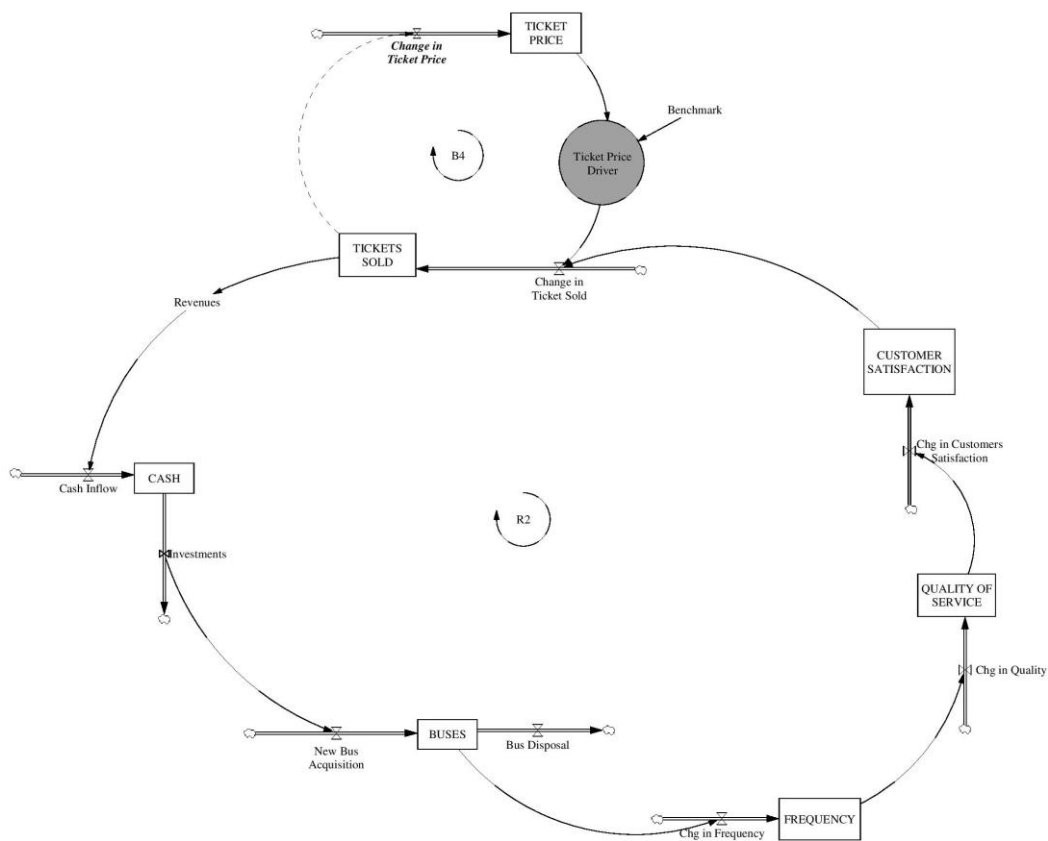 TICKET
PRICE
Change in
Ticket Price
Benchmark
B4
Ticket Price
Driver
TICKETS
SOLD
Change in
Ticket Sold
Revenues
CUSTOMER
SATISFACTION
Chg in Customers
Satisfaction
CASH
Cash Inflow
R2
Investments
QUALITY OF
SERVICE
Chg in Quality
BUSES
New Bus
Acquisition
Bus Disposal
FREQUENCY
Chg in Frequency